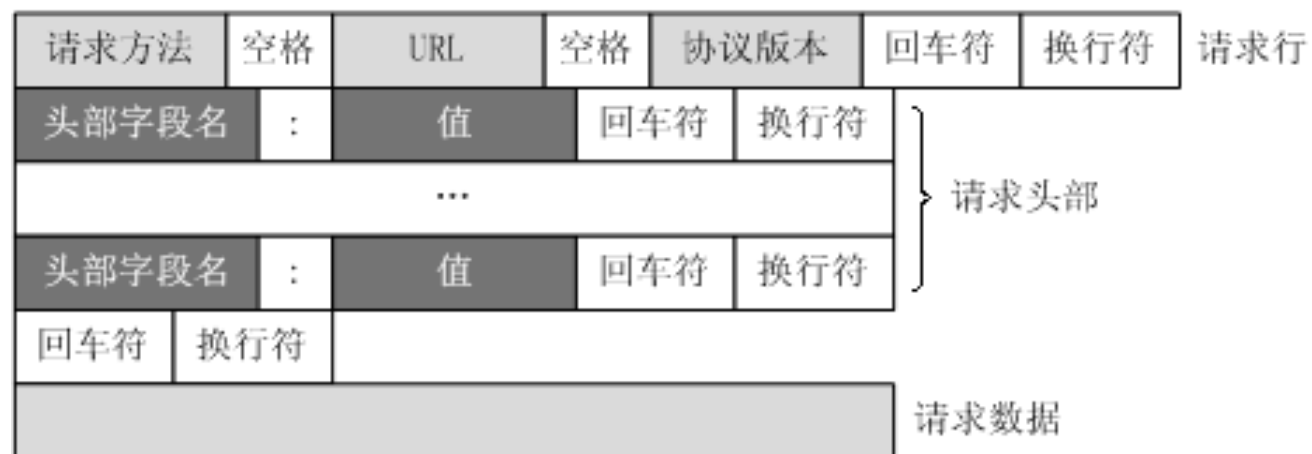 请求方法 空格 URL 空格 协议版本 回车符 换行符 请求行
头部字段名 : 值 回车符 换行符
...
请求头部
头部字段名 : 值 回车符 换行符
回车符 换行符
请求数据